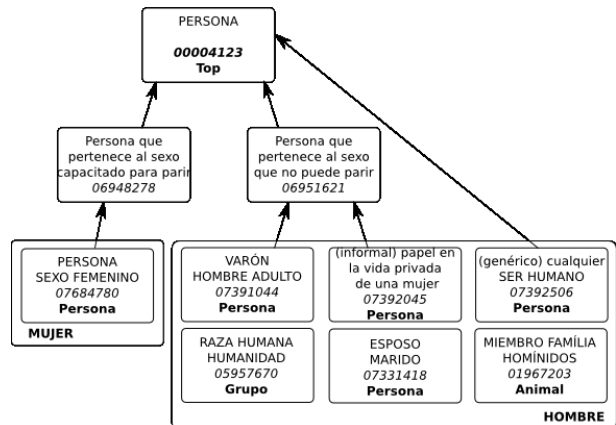 PERSONA
00004123
Top
Persona que
pertenece al sexo
capacitado para parir
06948278
Persona que
pertenece al sexo
que no puede parir
06951621
PERSONA
SEXO FEMENINO
07684780
Persona
MUJER
VARÓN
HOMBRE ADULTO
07391044
Persona
(informal) papel en
la vida privada
de una mujer
07392045
Persona
(genérico) cualquier
SER HUMANO
07392506
Persona
RAZA HUMANA
HUMANIDAD
05957670
Grupo
ESPOSO
MARIDO
07331418
Persona
MIEMBRO FAMÍLIA
HOMÍNIDOS
01967203
Animal
HOMBRE